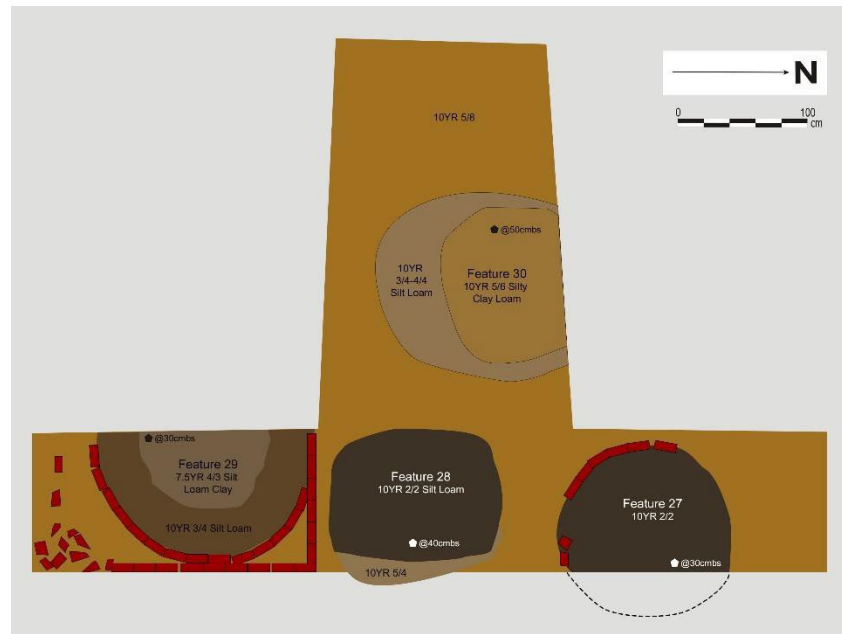 N
0 100
cm
10YR 5/8
@50cmbs
10YR
3/4-4/4
Silt Loam
Feature 30
10YR 5/6 Silty
Clay Loam
@30cmbs
Feature 29
7.5YR 4/3 Silt
Loam Clay
10YR 3/4 Silt Loam
Feature 28
10YR 2/2 Silt Loam
@40cmbs
10YR 5/4
Feature 27
10YR 2/2
@30cmbs